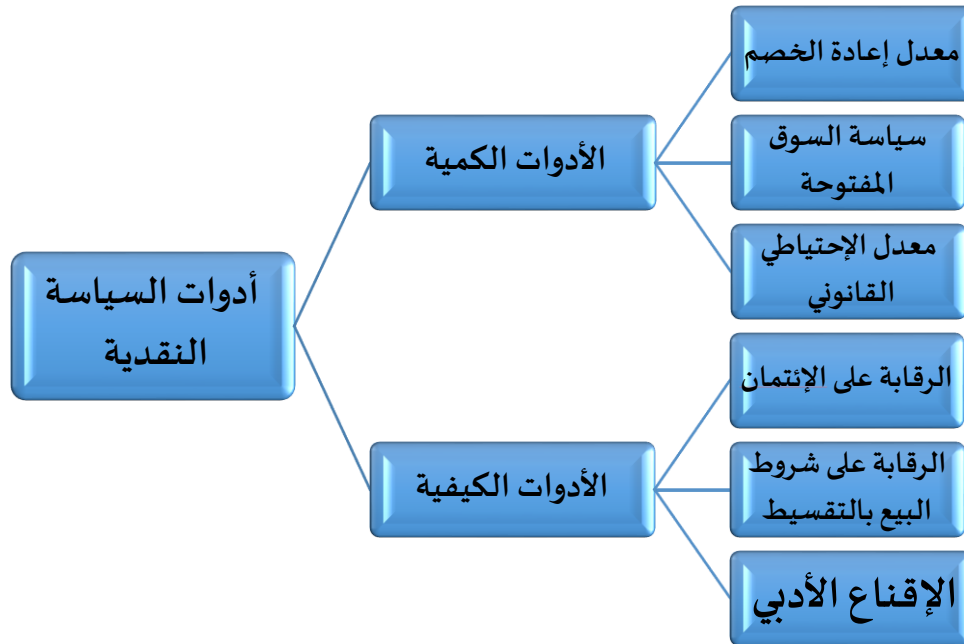 أدوات السياسة
النقدية
الأدوات الكمية
معدل إعادة الخصم
سياسة السوق
المفتوحة
معدل الإحتياطي
القانوني
الأدوات الكيفية
الرقابة على الإئتمان
الرقابة على شروط
البيع بالتقسيط
الإقناع الأدبي